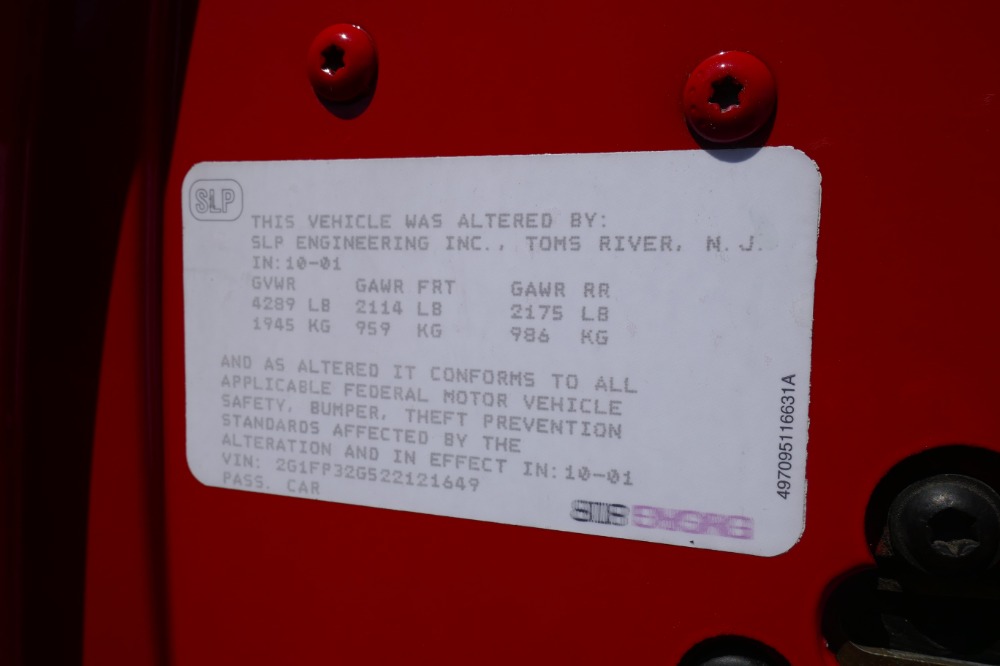 SLP
THIS VEHICLE WAS ALTERED BY:
SLP ENGINEERING INC., TOMS RIVER, N.J.
IN:10-01
GVWR GAWR FRT GAWR RR
4289 LB 2114 LB 2175 LB
1945 KG 959 KG 986 KG
AND AS ALTERED IT CONFORMS TO ALL
APPLICABLE FEDERAL MOTOR VEHICLE
SAFETY, BUMPER, THEFT PREVENTION
STANDARDS AFFECTED BY THE
ALTERATION AND IN EFFECT IN:10-01
VIN: 2G1FP32G522121649
PASS. CAR
497095116631A